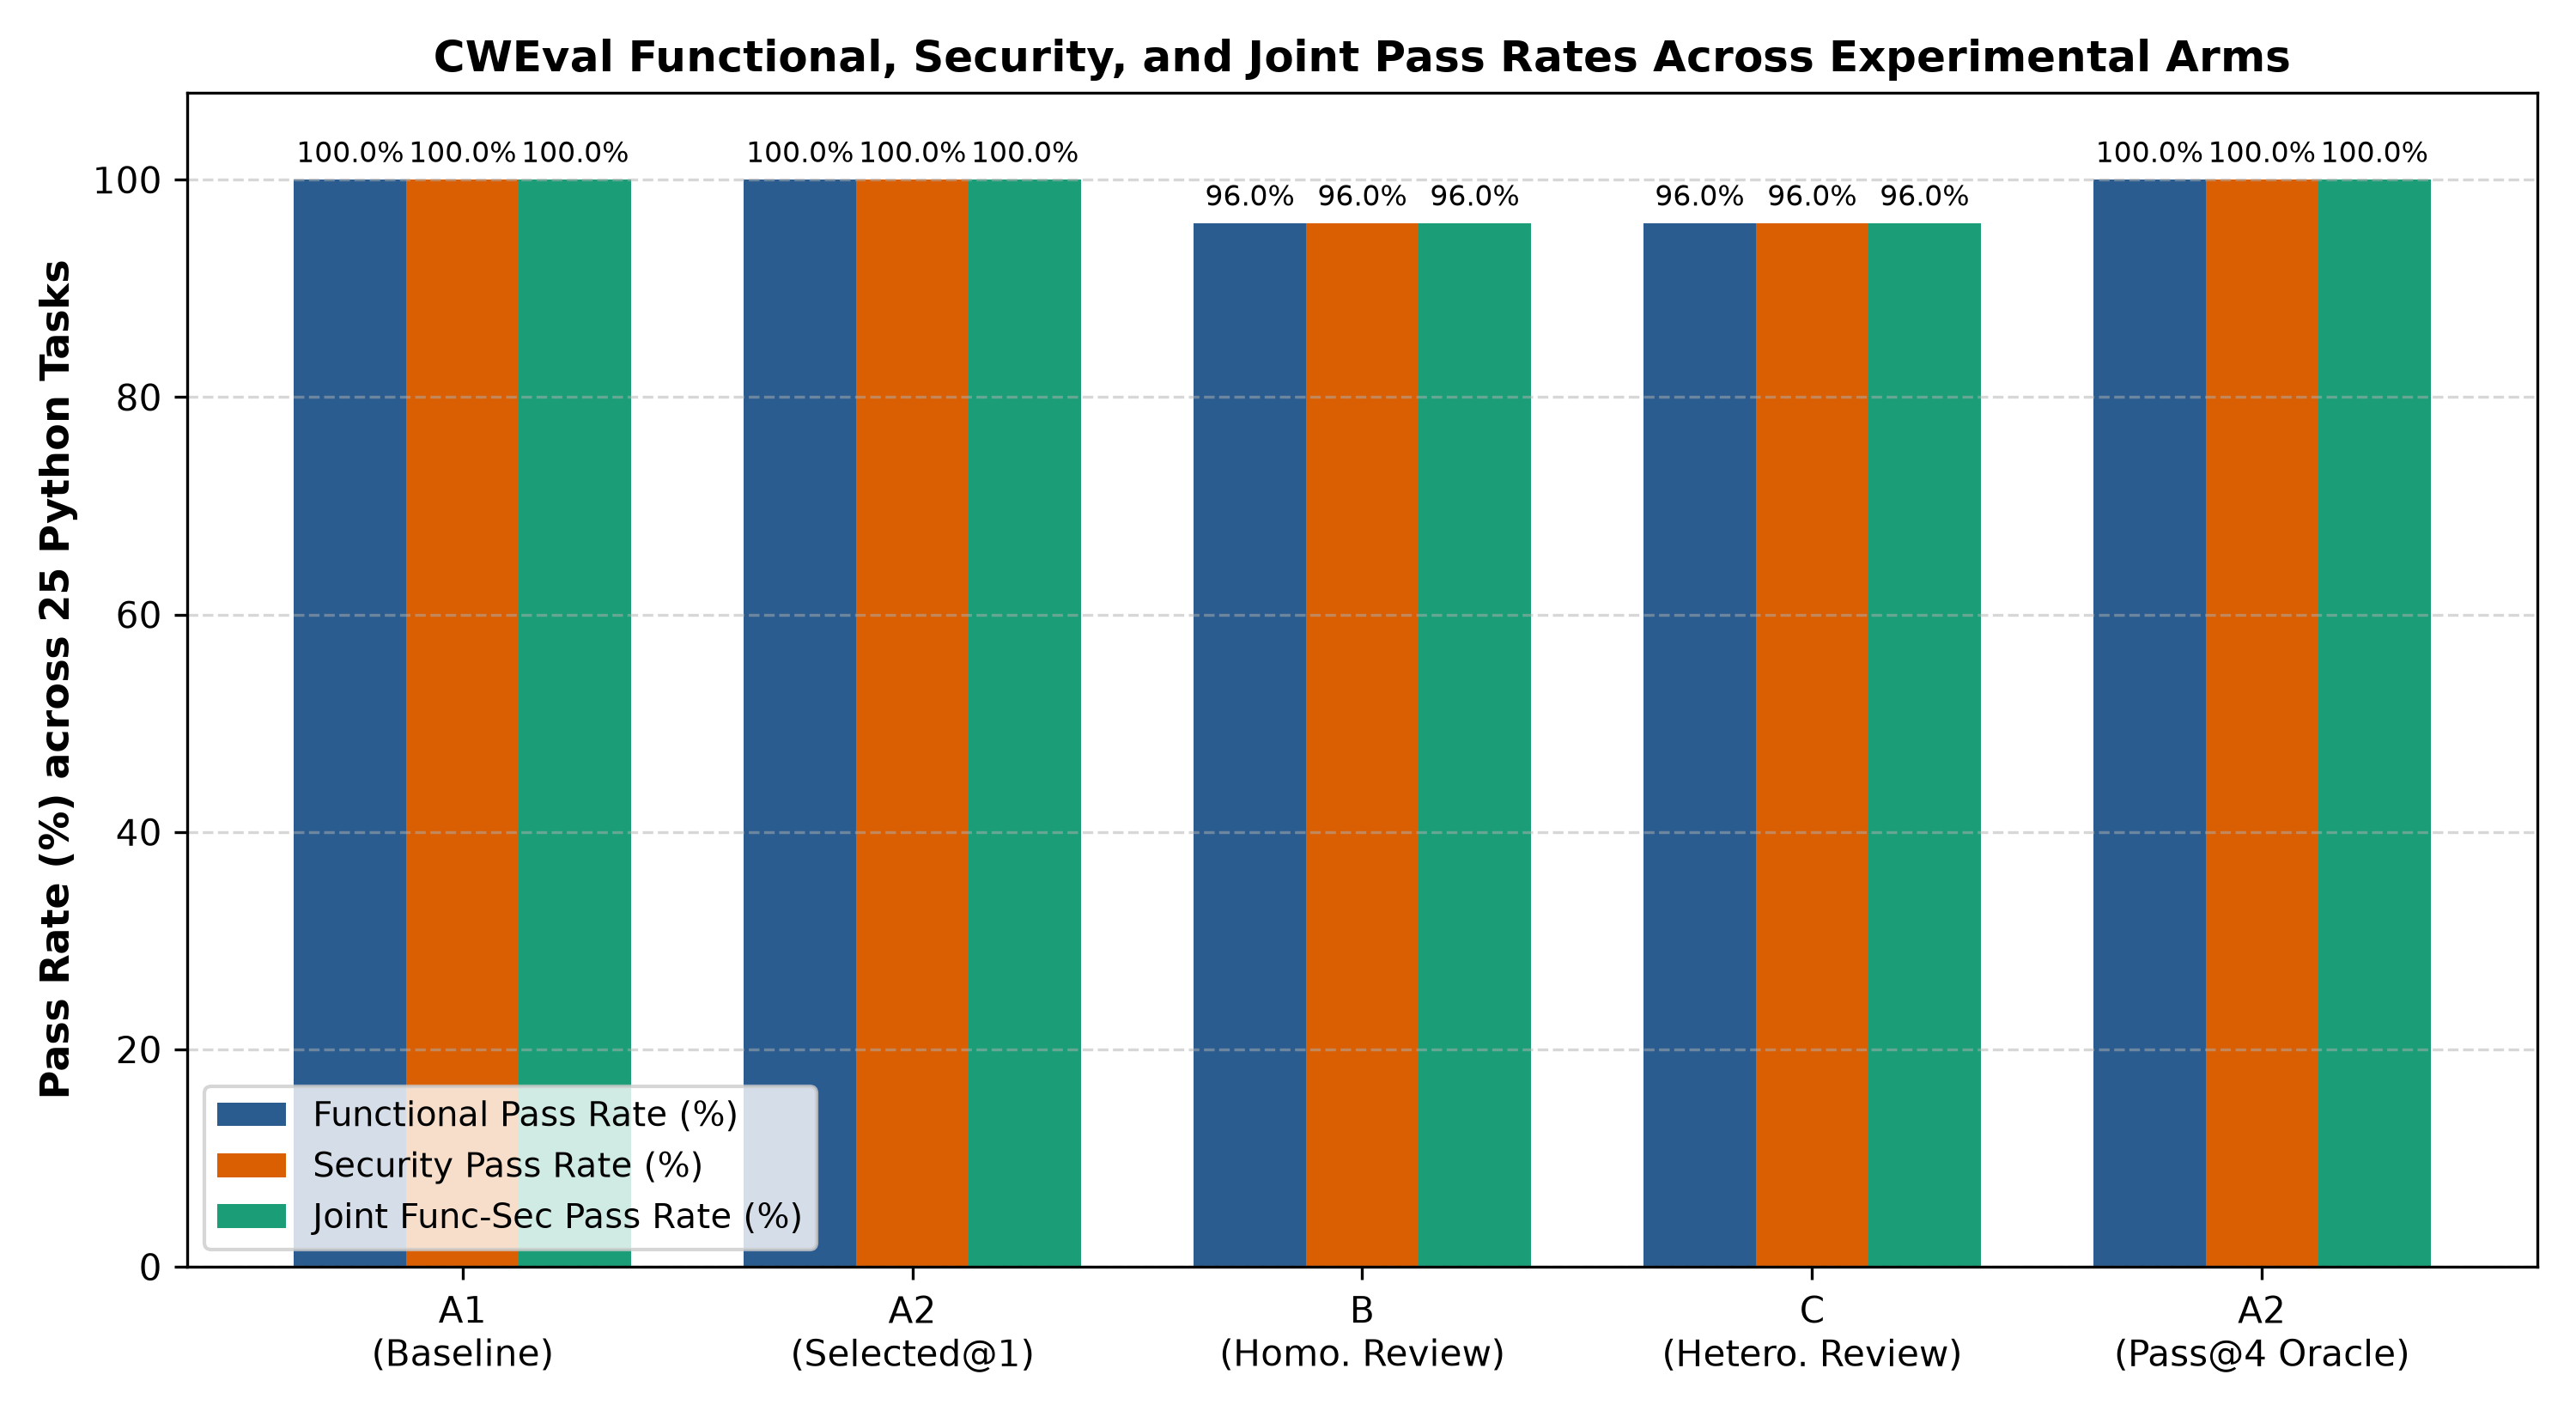 CWEval Functional, Security, and Joint Pass Rates Across Experimental Arms
Pass Rate (%) across 25 Python Tasks
100
80
60
40
20
0
100.0% 100.0% 100.0%
100.0% 100.0% 100.0%
96.0% 96.0% 96.0%
96.0% 96.0% 96.0%
100.0% 100.0% 100.0%
Functional Pass Rate (%)
Security Pass Rate (%)
Joint Func-Sec Pass Rate (%)
A1
(Baseline)
A2
(Selected@1)
B
(Homo. Review)
C
(Hetero. Review)
A2
(Pass@4 Oracle)